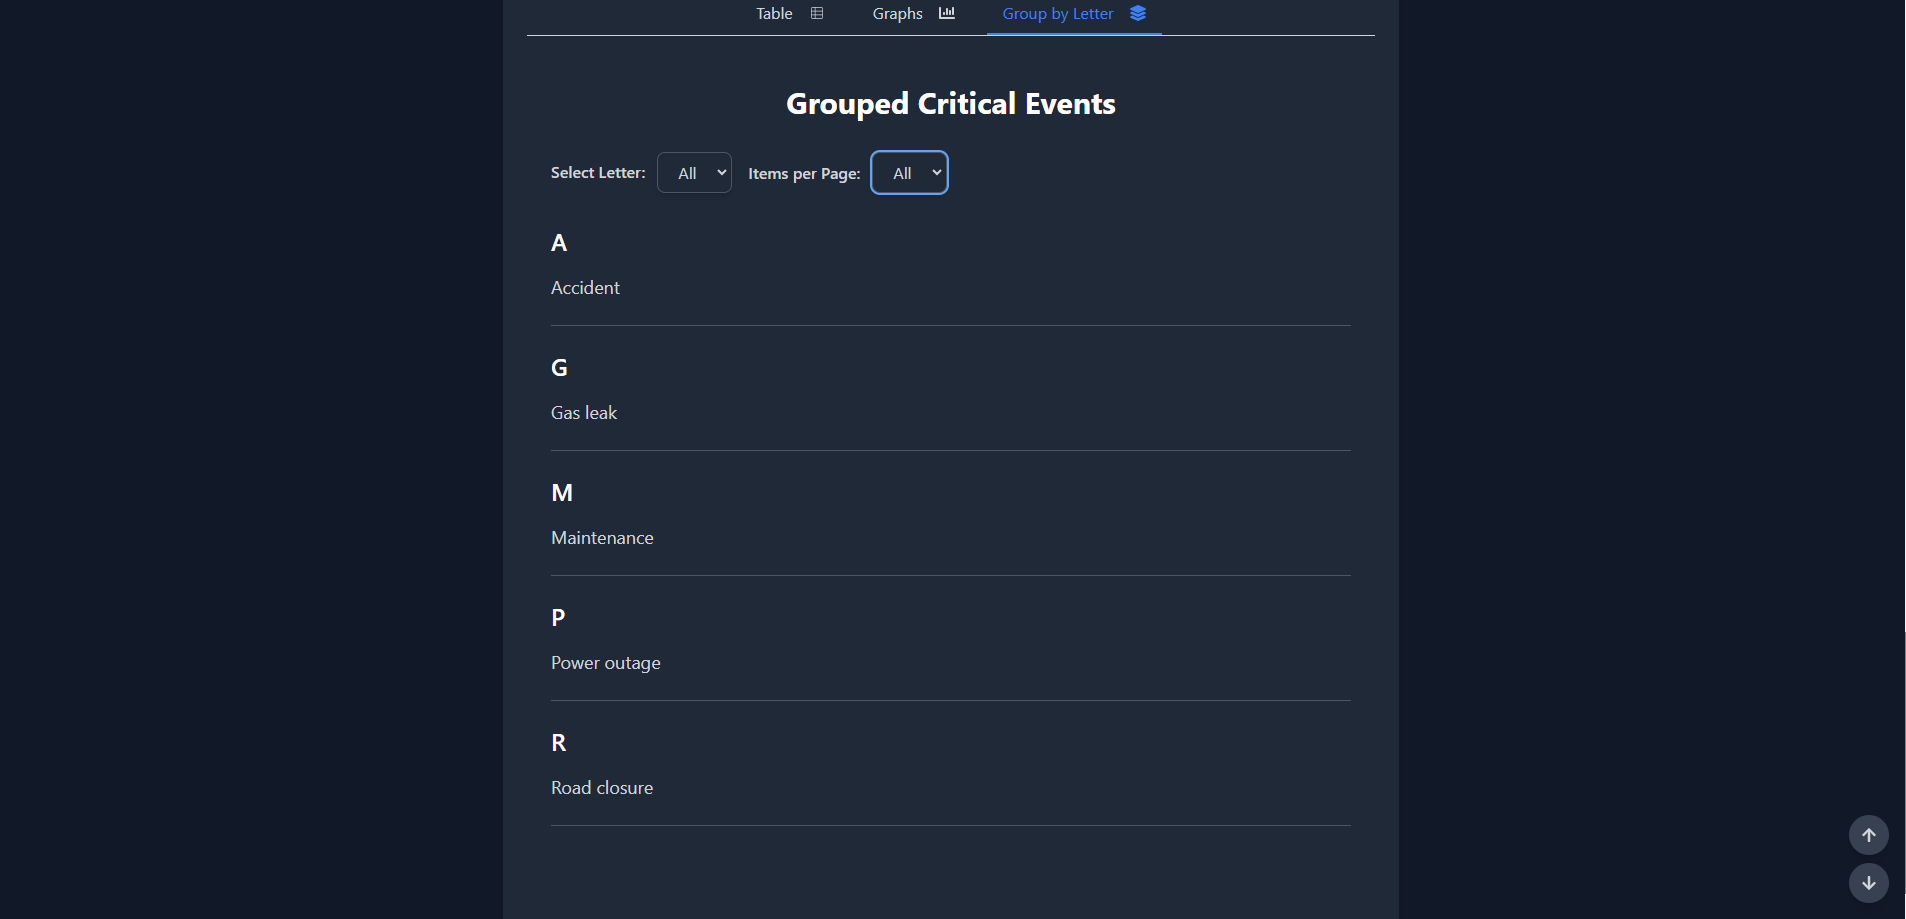 Table Graphs Group by Letter
Grouped Critical Events
Select Letter: All Items per Page: All
A
Accident
G
Gas leak
M
Maintenance
P
Power outage
R
Road closure